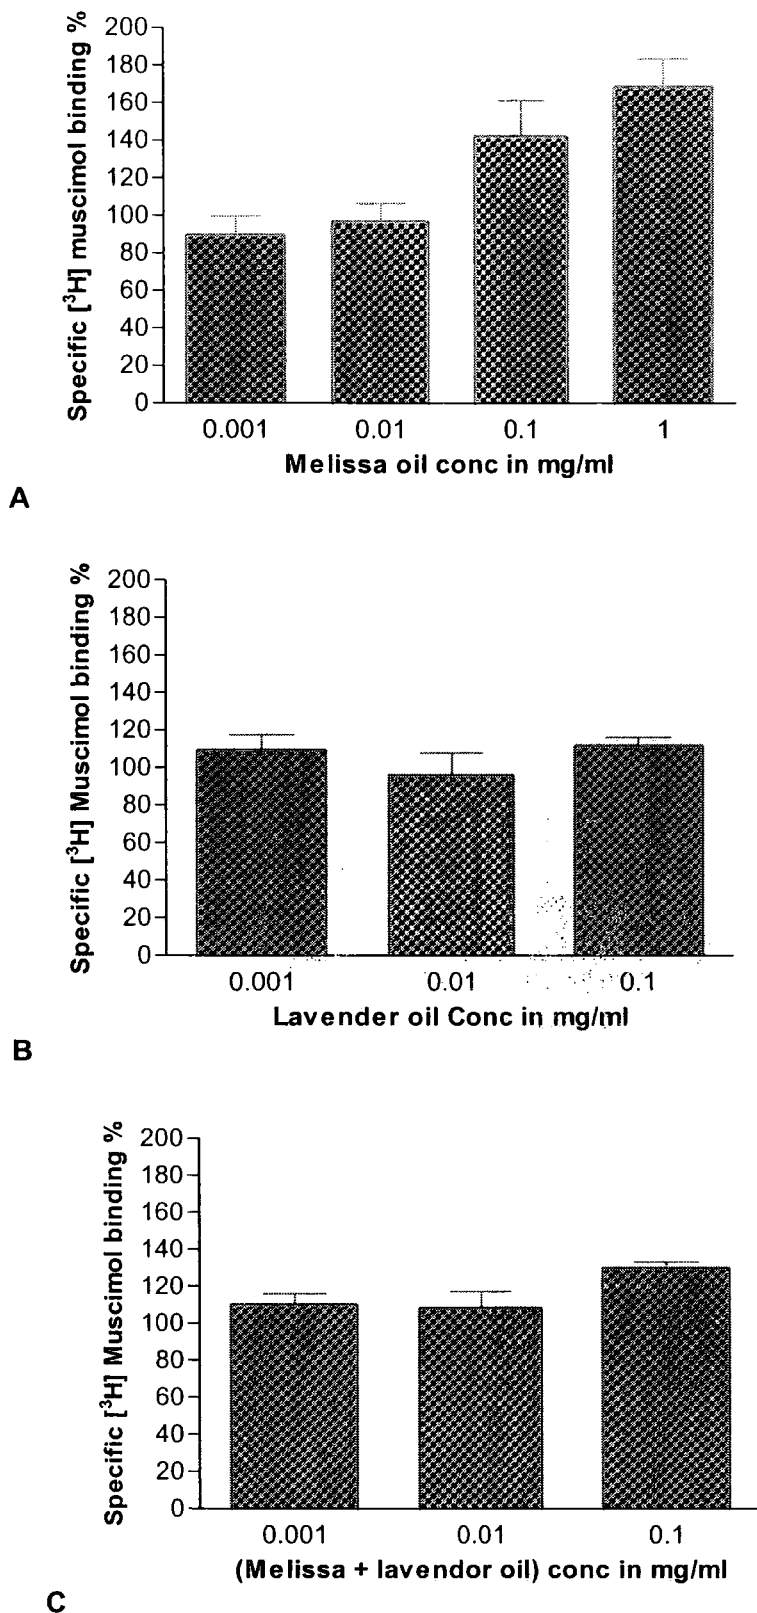 Specific [³H] muscimol binding %
200
180
160
140
120
100
80
60
40
20
0
0.001 0.01 0.1 1
Melissa oil conc in mg/ml
A
Specific [³H] Muscimol binding %
200
180
160
140
120
100
80
60
40
20
0
0.001 0.01 0.1
Lavender oil Conc in mg/ml
B
Specific [³H] Muscimol binding %
200
180
160
140
120
100
80
60
40
20
0
0.001 0.01 0.1
(Melissa + lavendor oil) conc in mg/ml
C